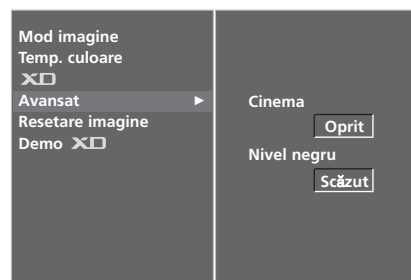 Mod imagine
Temp. culoare
XD
Avansat ►
Resetare imagine
Demo XD
Cinema
Oprit
Nivel negru
Scăzut